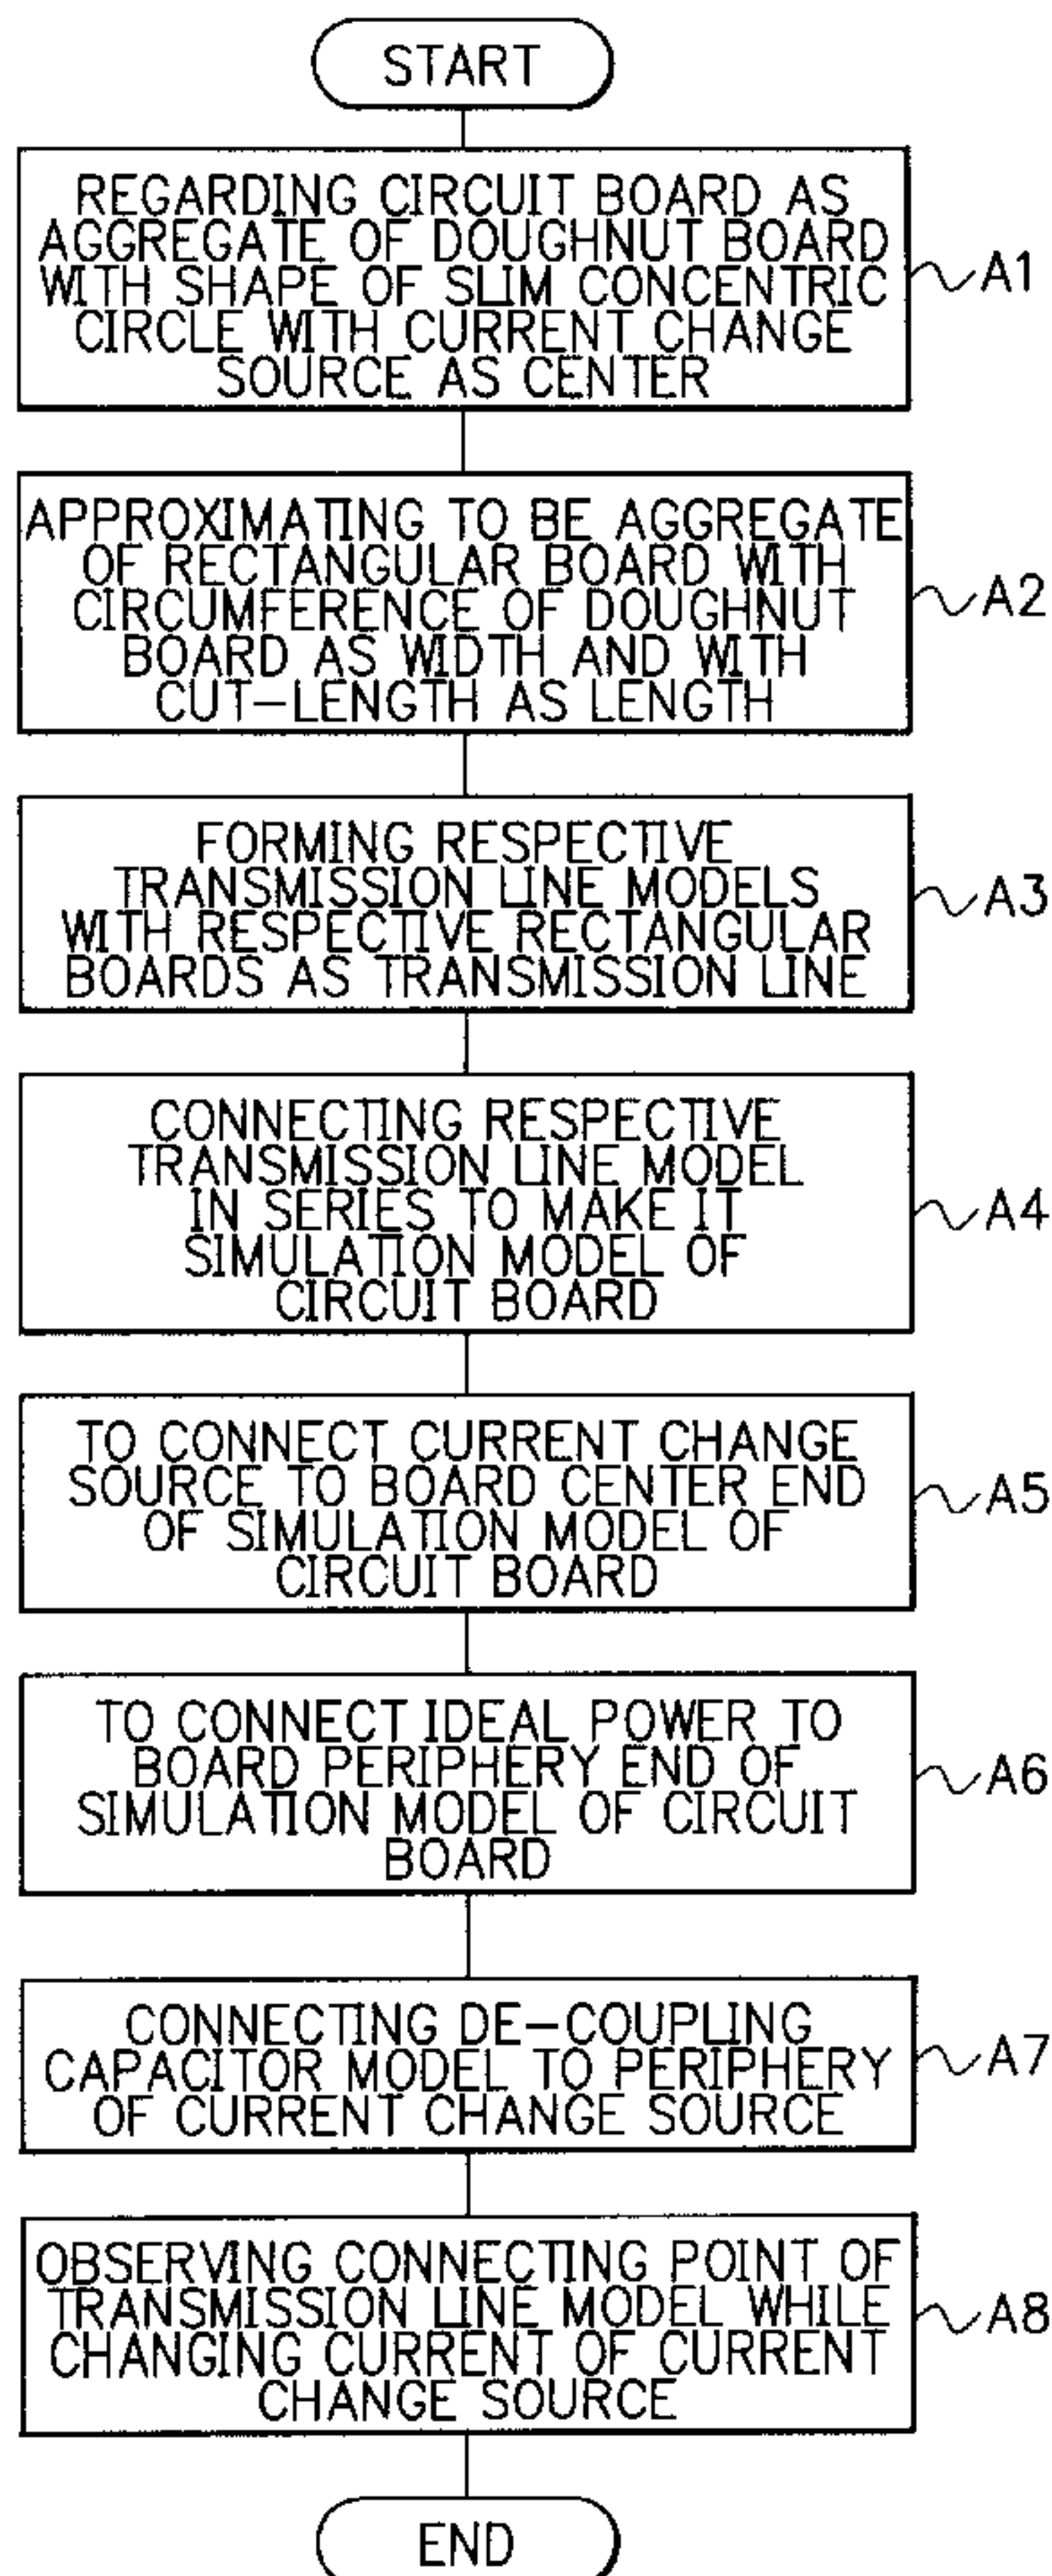 START
REGARDING CIRCUIT BOARD AS
AGGREGATE OF DOUGHNUT BOARD
WITH SHAPE OF SLIM CONCENTRIC
CIRCLE WITH CURRENT CHANGE
SOURCE AS CENTER
A1
APPROXIMATING TO BE AGGREGATE
OF RECTANGULAR BOARD WITH
CIRCUMFERENCE OF DOUGHNUT
BOARD AS WIDTH AND WITH
CUT-LENGTH AS LENGTH
A2
FORMING RESPECTIVE
TRANSMISSION LINE MODELS
WITH RESPECTIVE RECTANGULAR
BOARDS AS TRANSMISSION LINE
A3
CONNECTING RESPECTIVE
TRANSMISSION LINE MODEL
IN SERIES TO MAKE IT
SIMULATION MODEL OF
CIRCUIT BOARD
A4
TO CONNECT CURRENT CHANGE
SOURCE TO BOARD CENTER END
OF SIMULATION MODEL OF
CIRCUIT BOARD
A5
TO CONNECT IDEAL POWER TO
BOARD PERIPHERY END OF
SIMULATION MODEL OF CIRCUIT
BOARD
A6
CONNECTING DE-COUPLING
CAPACITOR MODEL TO PERIPHERY
OF CURRENT CHANGE SOURCE
A7
OBSERVING CONNECTING POINT OF
TRANSMISSION LINE MODEL WHILE
CHANGING CURRENT OF CURRENT
CHANGE SOURCE
A8
END